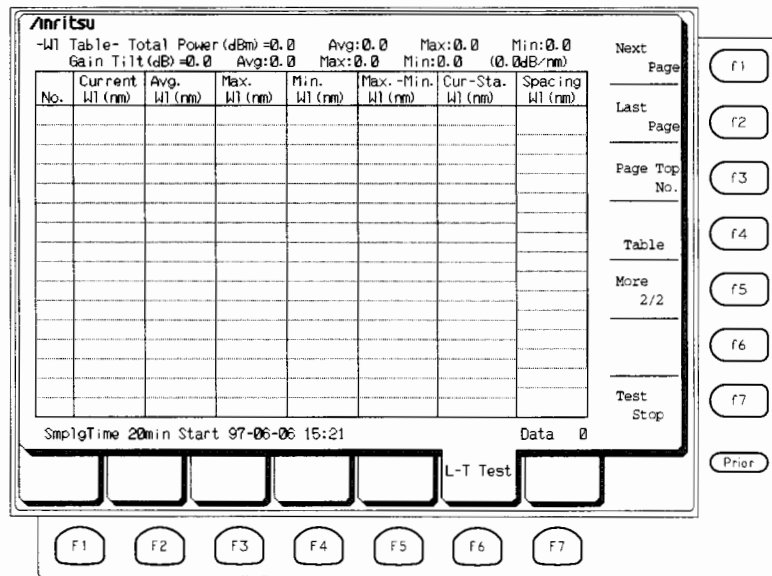 Anritsu
-Wl Table- Total Power(dBm)=0.0 Avg:0.0 Max:0.0 Min:0.0
Gain Tilt(dB)=0.0 Avg:0.0 Max:0.0 Min:0.0 (0.0dB/nm)
No. Current Wl(nm) Avg. Wl(nm) Max. Wl(nm) Min. Wl(nm) Max.-Min. Wl(nm) Cur-Sta. Wl(nm) Spacing Wl(nm)
SmplgTime 20min Start 97-06-06 15:21 Data 0
L-T Test
Next
Page
Last
Page
Page Top
No.
Table
More
2/2
Test
Stop
f1
f2
f3
f4
f5
f6
f7
Prior
F1 F2 F3 F4 F5 F6 F7